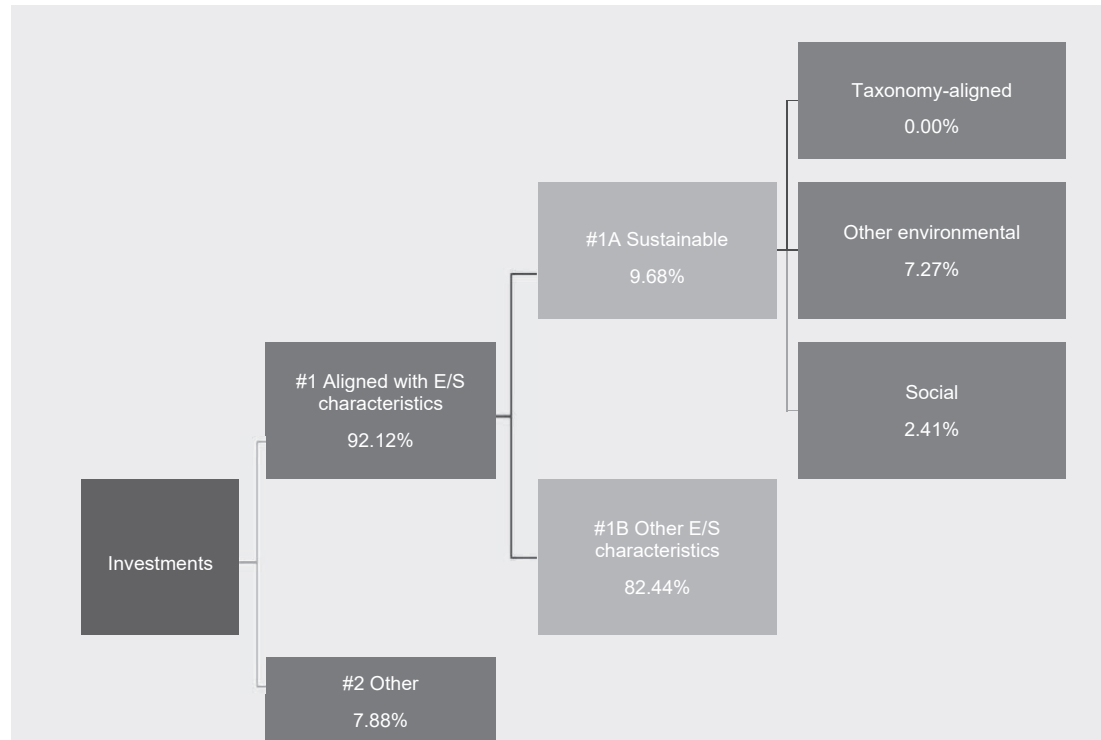 Taxonomy-aligned
0.00%
#1A Sustainable
9.68%
Other environmental
7.27%
#1 Aligned with E/S
characteristics
92.12%
Social
2.41%
Investments
#1B Other E/S
characteristics
82.44%
#2 Other
7.88%